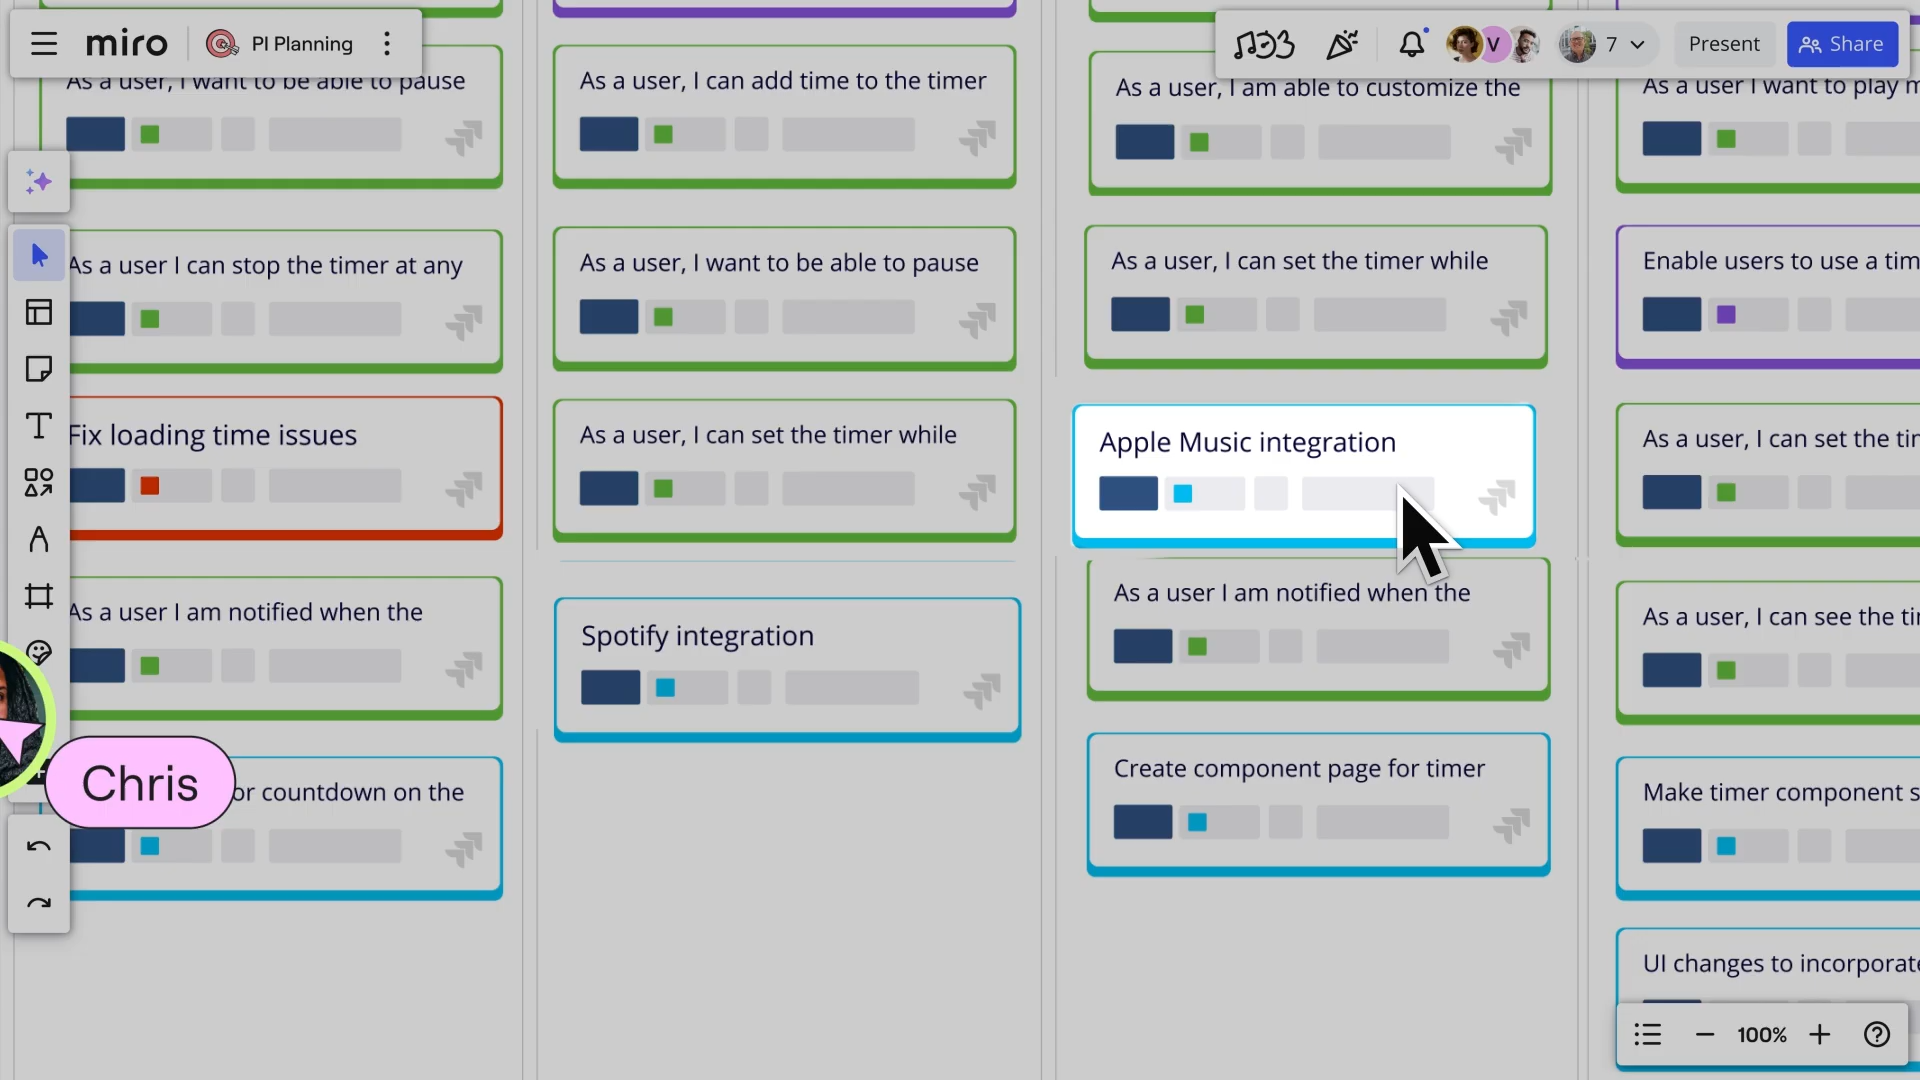 miro
PI Planning
V
7
Present
Share
As a user, I want to be able to pause
As a user I can stop the timer at any
Fix loading time issues
As a user I am notified when the
or countdown on the
Chris
As a user, I can add time to the timer
As a user, I want to be able to pause
As a user, I can set the timer while
Spotify integration
As a user, I am able to customize the
As a user, I can set the timer while
Apple Music integration
As a user I am notified when the
Create component page for timer
As a user I want to play
Enable users to use a
As a user, I can set the
As a user, I can see the
Make timer component
UI changes to
100%